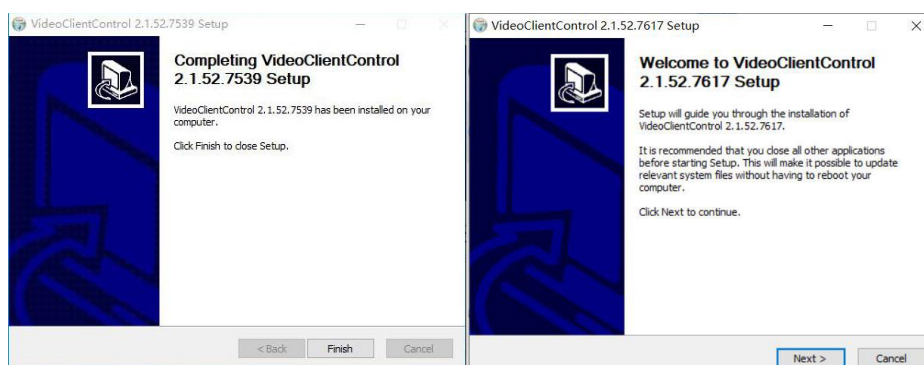 VideoClientControl 2.1.52.7539 Setup
Completing VideoClientControl
2.1.52.7539 Setup
VideoClientControl 2.1.52.7539 has been installed on your
computer.
Click Finish to close Setup.
< Back
Finish
Cancel
VideoClientControl 2.1.52.7617 Setup
Welcome to VideoClientControl
2.1.52.7617 Setup
Setup will guide you through the installation of
VideoClientControl 2.1.52.7617.
It is recommended that you close all other applications
before starting Setup. This will make it possible to update
relevant system files without having to reboot your
computer.
Click Next to continue.
Next >
Cancel